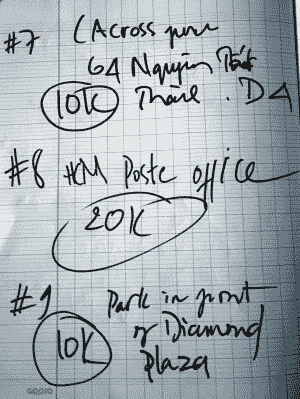 #7 (Across from
64 Nguyễn Tất
10K Thành . D4
#8 HCM Poste office
20K
#9 Park in front
of Diamond
10K plaza